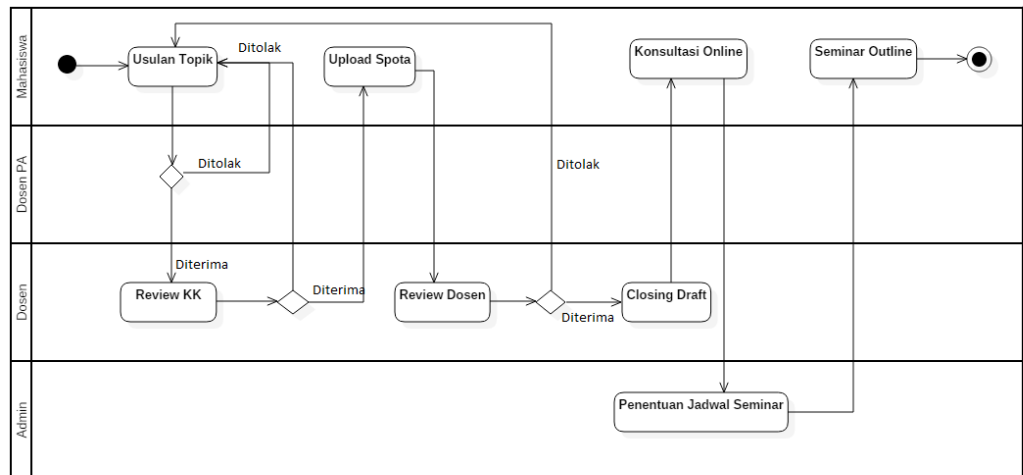 Mahasiswa
Usulan Topik
Ditolak
Upload Spota
Konsultasi Online
Seminar Outline
Dosen PA
Ditolak
Ditolak
Dosen
Diterima
Review KK
Diterima
Review Dosen
Diterima
Closing Draft
Admin
Penentuan Jadwal Seminar